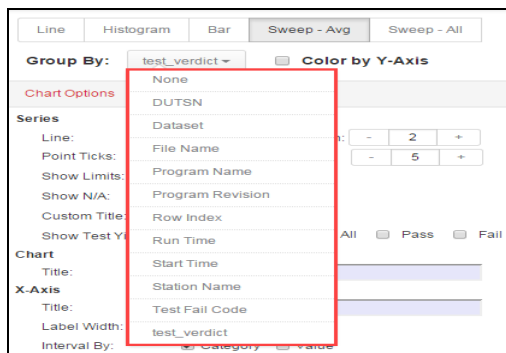 Line Histogram Bar Sweep - Avg Sweep - All
Group By: test_verdict Color by Y-Axis
Chart Options
None
DUTSN
Dataset
File Name
Program Name
Program Revision
Row Index
Run Time
Start Time
Station Name
Test Fail Code
test_verdict
Series
Line: - 2 +
Point Ticks: - 5 +
Show Limits:
Show N/A:
Custom Title:
Show Test All Pass Fail
Chart
Title:
X-Axis
Title:
Label Width:
Interval By: Category Value